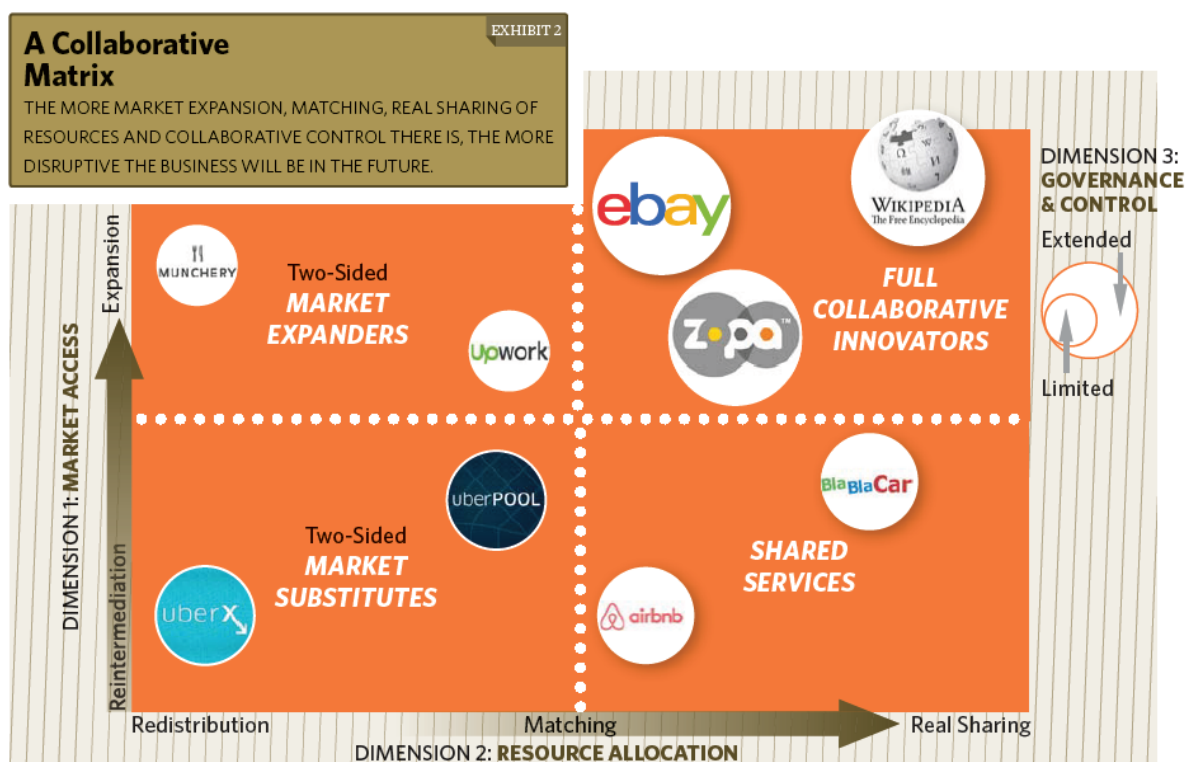 EXHIBIT 2
A Collaborative
Matrix
THE MORE MARKET EXPANSION, MATCHING, REAL SHARING OF
RESOURCES AND COLLABORATIVE CONTROL THERE IS, THE MORE
DISRUPTIVE THE BUSINESS WILL BE IN THE FUTURE.
DIMENSION 3:
GOVERNANCE
& CONTROL
Extended
Limited
ebay
WIKIPEDIA
The Free Encyclopedia
zopa™
FULL
COLLABORATIVE
INNOVATORS
MUNCHERY
Two-Sided
MARKET
EXPANDERS
Upwork
Expansion
DIMENSION 1: MARKET ACCESS
Reintermediation
uberPOOL
Two-Sided
MARKET
SUBSTITUTES
uberX
BlaBlaCar
SHARED
SERVICES
airbnb
Redistribution
Matching
Real Sharing
DIMENSION 2: RESOURCE ALLOCATION